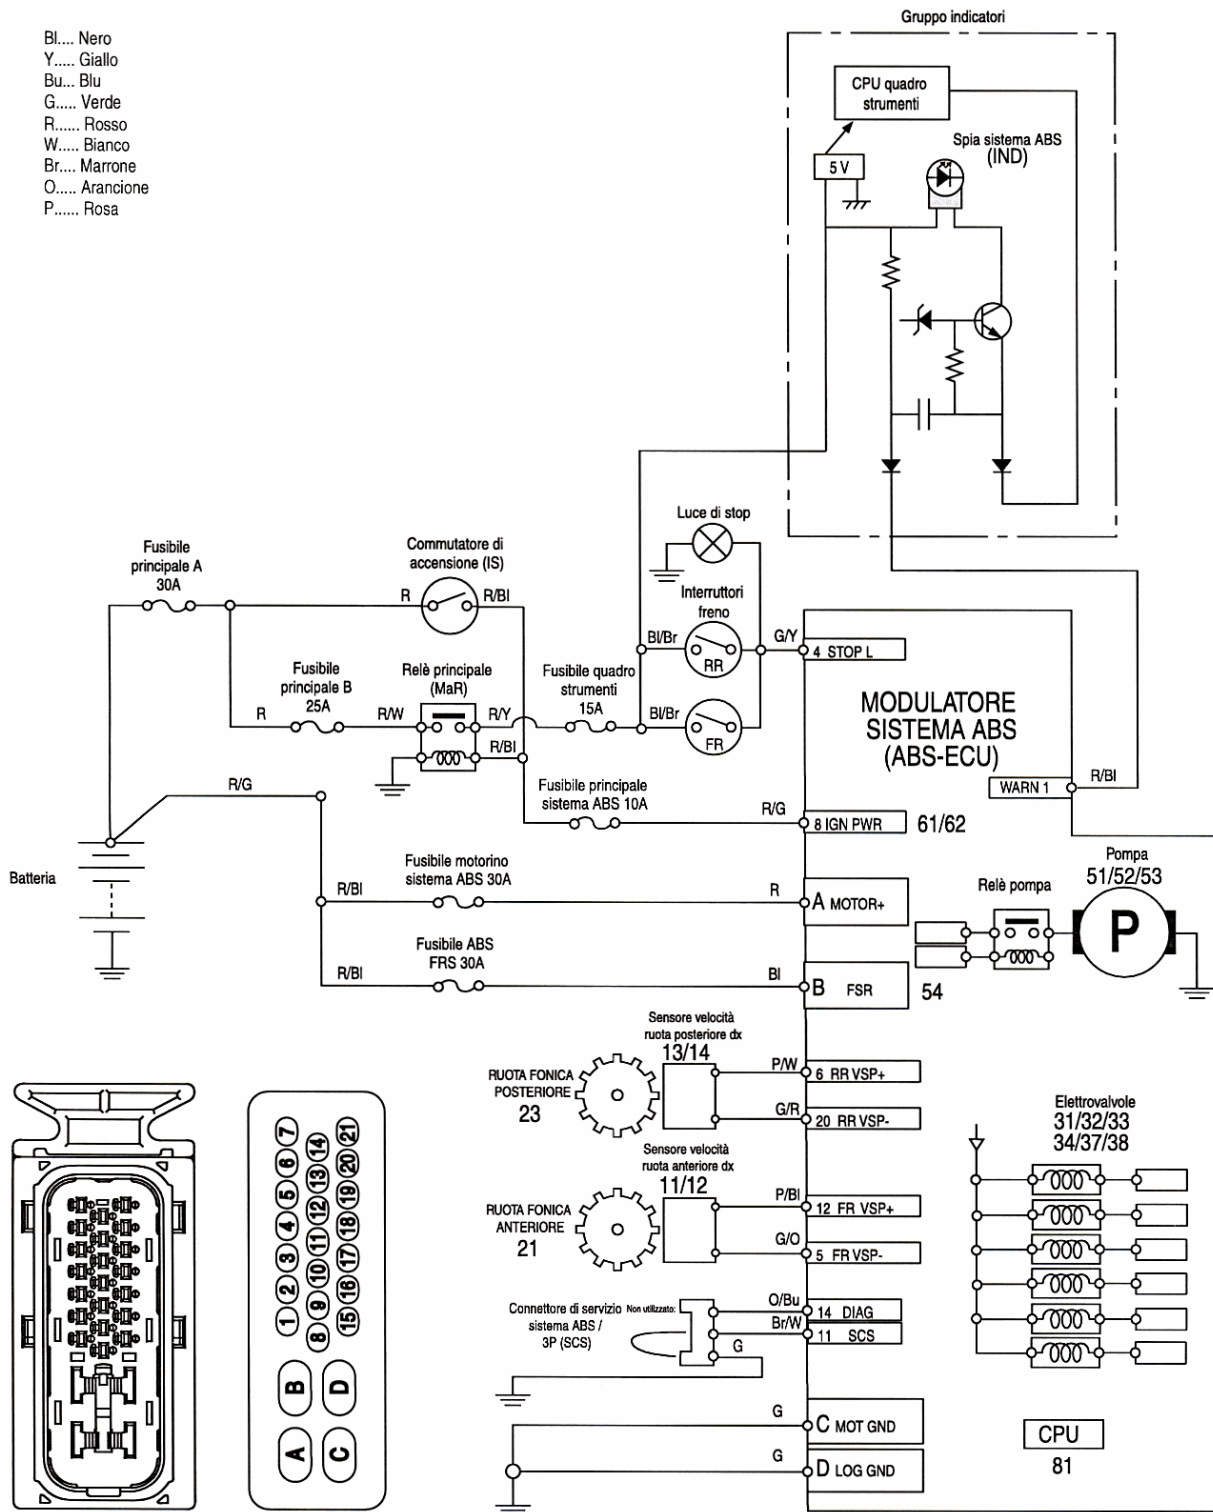 Bl.... Nero
Y..... Giallo
Bu... Blu
G..... Verde
R...... Rosso
W..... Bianco
Br.... Marrone
O..... Arancione
P...... Rosa
Gruppo indicatori
CPU quadro
strumenti
Spia sistema ABS
(IND)
5 V
Luce di stop
Fusibile
principale A
30A
Commutatore di
accensione (IS)
R
R/Bl
Interruttori
freno
Bl/Br
RR
G/Y
4 STOP L
Fusibile
principale B
25A
Relè principale
(MaR)
Fusibile quadro
strumenti
15A
R
R/W
R/Y
R/Bl
Bl/Br
FR
MODULATORE
SISTEMA ABS
(ABS-ECU)
WARN 1
R/Bl
R/G
Fusibile principale
sistema ABS 10A
R/G
8 IGN PWR
61/62
Batteria
Fusibile motorino
sistema ABS 30A
R/Bl
R
A MOTOR+
Relè pompa
Pompa
51/52/53
P
Fusibile ABS
FRS 30A
R/Bl
Bl
B FSR
54
Sensore velocità
ruota posteriore dx
13/14
RUOTA FONICA
POSTERIORE
23
P/W
6 RR VSP+
G/R
20 RR VSP-
Sensore velocità
ruota anteriore dx
11/12
RUOTA FONICA
ANTERIORE
21
P/Bl
12 FR VSP+
G/O
5 FR VSP-
Elettrovalvole
31/32/33
34/37/38
Connettore di servizio
sistema ABS /
3P (SCS)
Non utilizzato:
O/Bu
14 DIAG
Br/W
11 SCS
G
G
C MOT GND
G
D LOG GND
CPU
81
7 6 5 4 3 2 1
14 13 12 11 10 9 8
21 20 19 18 17 16 15
B D
A C